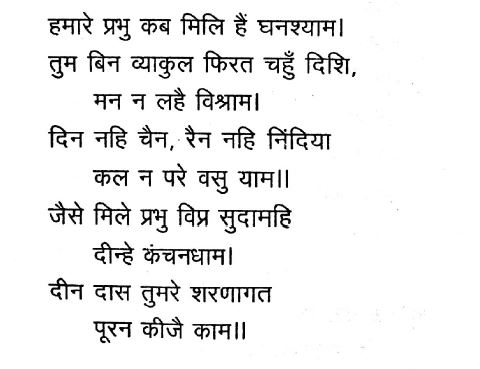 हमारे प्रभु कब मिलि हैं घनश्याम।
तुम बिन व्याकुल फिरत चहुँ दिशि,
मन न लहै विश्राम।
दिन नहि चैन, रैन नहि निंदिया
कल न परे वसु याम॥
जैसे मिले प्रभु विप्र सुदामहि
दीन्हे कंचनधाम।
दीन दास तुमरे शरणागत
पूरन कीजै काम॥